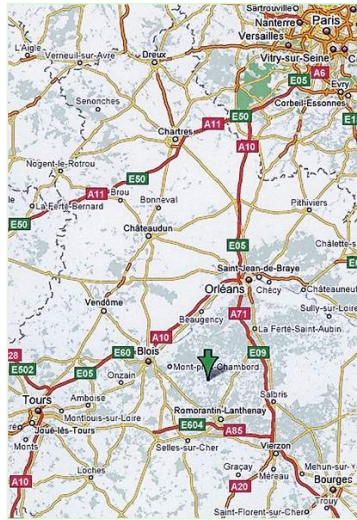 Sartrouville
Nanterre
Paris
Versailles
Vitry-sur-Seine
L'Aigle
Verneuil-sur-Avre
Dreux
E05
A6
Evry
Senonches
Corbeil-Essonnes
E50
A11
Chartres
A10
Nogent-le-Rotrou
E50
A11
Brou
Bonneval
La Ferté-Bernard
E50
Pithiviers
Châteaudun
E05
Châlette-s
Saint-Jean-de-Braye
Orléans
Chécy
Châteauneuf
Vendôme
Beaugency
A71
Sully-sur-Loire
A10
La Ferté-Saint-Aubin
28
E60
Blois
E09
E502
E05
Onzain
Mont-p
Chambord
Tours
Amboise
Salbris
Montlouis-sur-Loire
Romorantin-Lanthenay
Joué-lès-Tours
E604
A85
Monts
Selles-sur-Cher
Vierzon
Loches
Graçay
Mehun-sur-Y
A10
Méreau
A20
Bourges
Trouy
Saint-Florent-sur-Cher